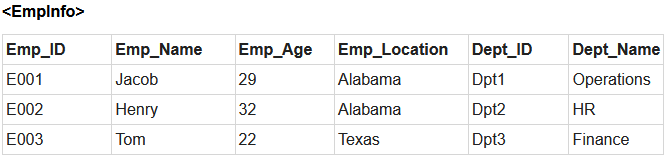 <EmpInfo>
Emp_ID Emp_Name Emp_Age Emp_Location Dept_ID Dept_Name
E001 Jacob 29 Alabama Dpt1 Operations
E002 Henry 32 Alabama Dpt2 HR
E003 Tom 22 Texas Dpt3 Finance